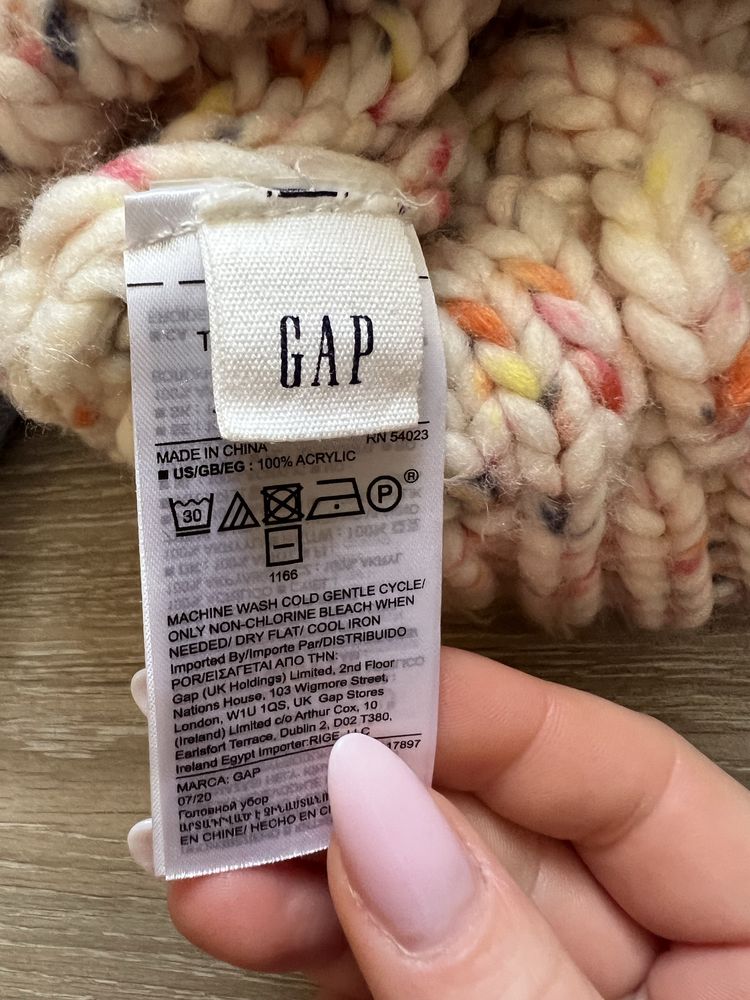 GAP
MADE IN CHINA RN 54023
■ US/GB/EG : 100% ACRYLIC
30 P ®
1166
MACHINE WASH COLD GENTLE CYCLE/
ONLY NON-CHLORINE BLEACH WHEN
NEEDED/ DRY FLAT/ COOL IRON
Imported By/Importe Par/DISTRIBUIDO
POR/ΕΙΣΑΓΕΤΑΙ ΑΠΟ ΤΗΝ:
Gap (UK Holdings) Limited, 2nd Floor
Nations House, 103 Wigmore Street,
London, W1U 1QS, UK Gap Stores
(Ireland) Limited c/o Arthur Cox, 10
Earlsfort Terrace, Dublin 2, D02 T380,
Ireland Egypt Importer:RIGE LLC
17897
MARCA: GAP
07/20
Головной убор
EN CHINE/ HECHO EN